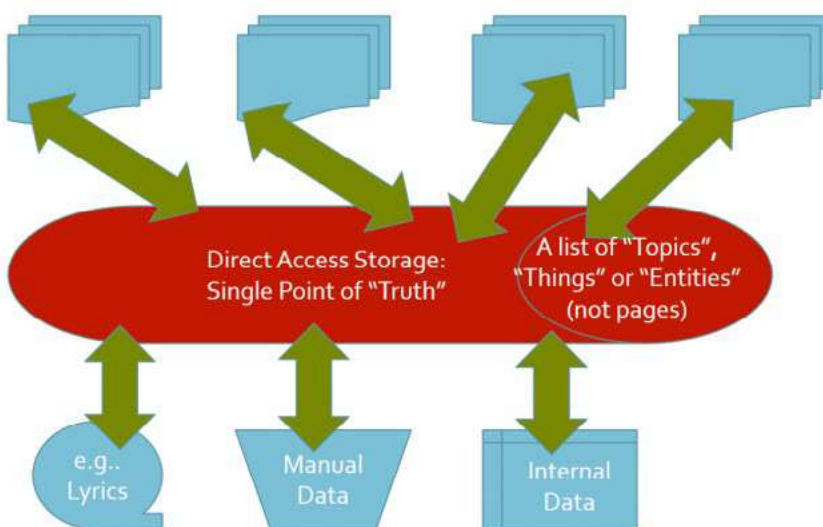 Direct Access Storage:
Single Point of “Truth”
A list of “Topics”,
“Things” or “Entities”
(not pages)
e.g..
Lyrics
Manual
Data
Internal
Data